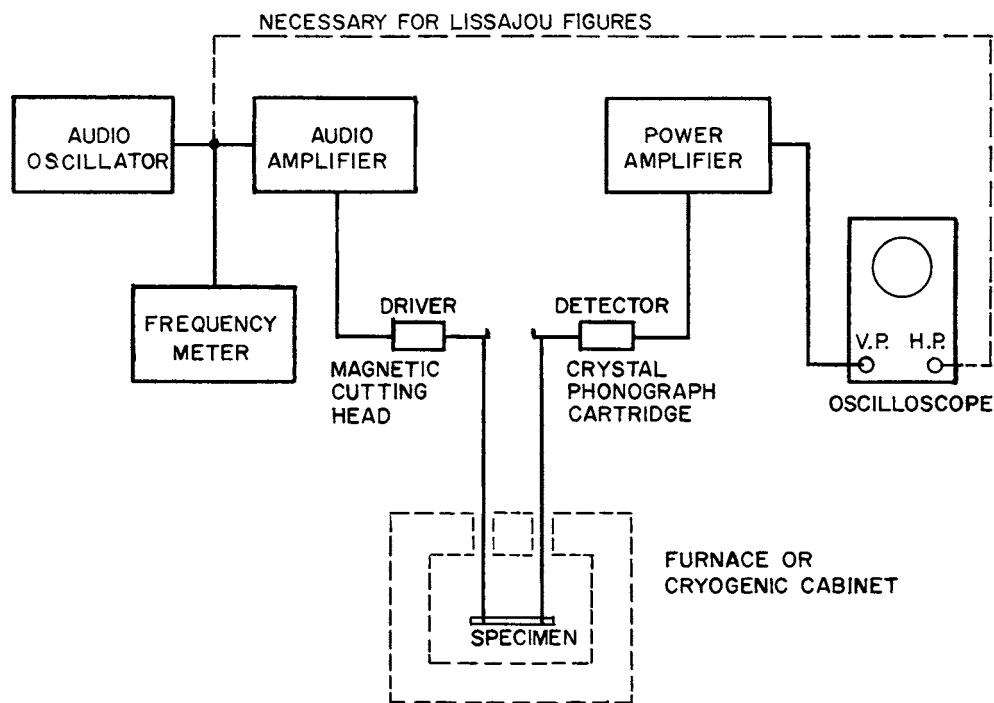 NECESSARY FOR LISSAJOU FIGURES
AUDIO
OSCILLATOR
AUDIO
AMPLIFIER
POWER
AMPLIFIER
FREQUENCY
METER
DRIVER
MAGNETIC
CUTTING
HEAD
DETECTOR
CRYSTAL
PHONOGRAPH
CARTRIDGE
V.P. H.P.
OSCILLOSCOPE
FURNACE OR
CRYOGENIC CABINET
SPECIMEN